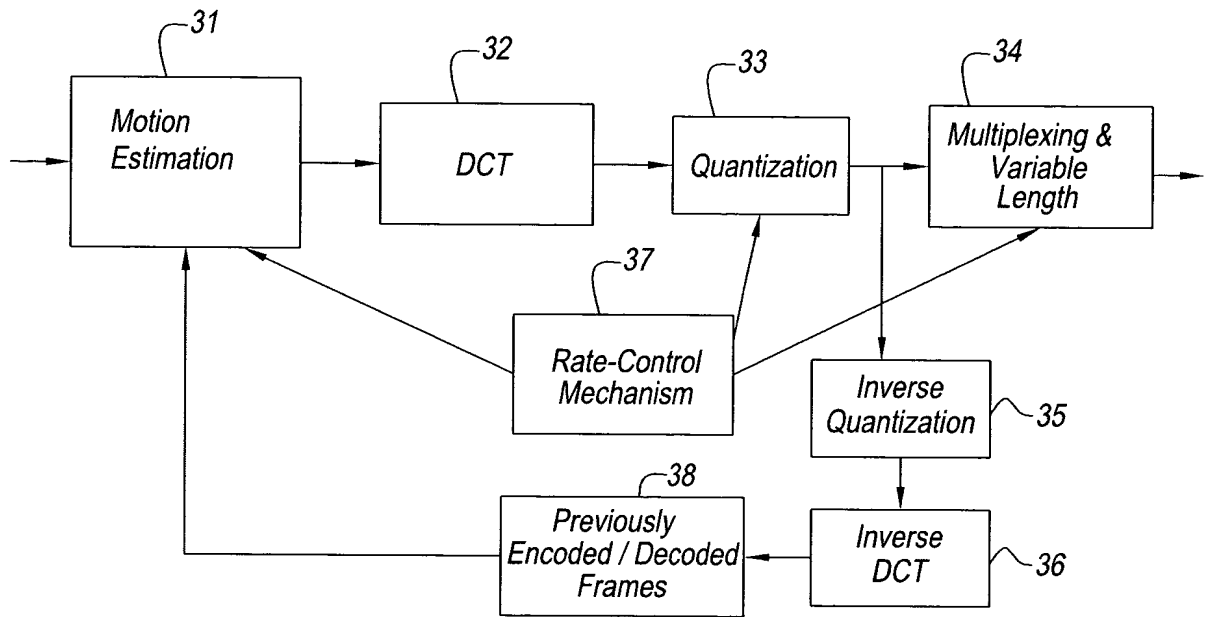 31
32
33
34
Motion
Estimation
DCT
Quantization
Multiplexing &
Variable
Length
37
Rate-Control
Mechanism
Inverse
Quantization
35
38
Previously
Encoded / Decoded
Frames
Inverse
DCT
36